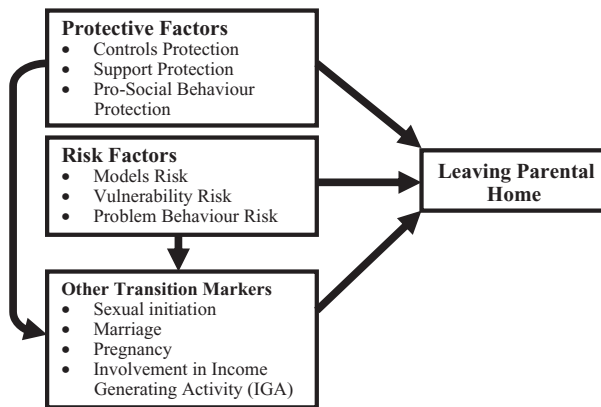 Protective Factors
• Controls Protection
• Support Protection
• Pro-Social Behaviour
Protection
Risk Factors
• Models Risk
• Vulnerability Risk
• Problem Behaviour Risk
Leaving Parental
Home
Other Transition Markers
• Sexual initiation
• Marriage
• Pregnancy
• Involvement in Income
Generating Activity (IGA)